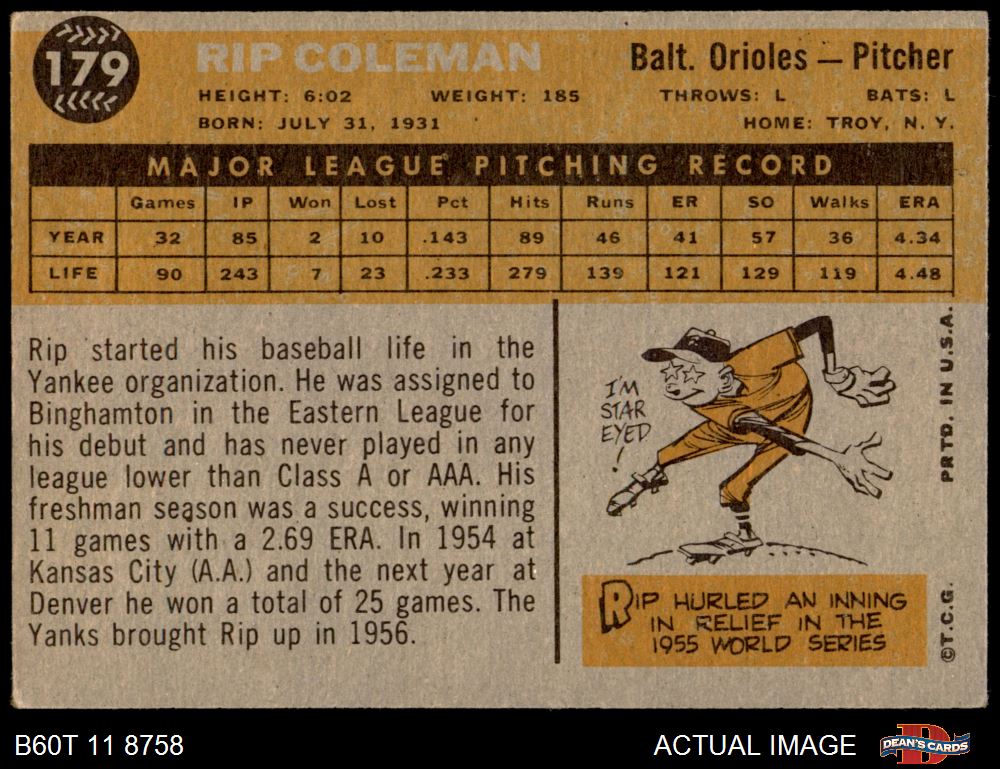 179
RIP COLEMAN
Balt. Orioles — Pitcher
HEIGHT: 6:02 WEIGHT: 185 THROWS: L BATS: L
BORN: JULY 31, 1931 HOME: TROY, N. Y.
MAJOR LEAGUE PITCHING RECORD
Games IP Won Lost Pct Hits Runs ER SO Walks ERA
YEAR 32 85 2 10 .143 89 46 41 57 36 4.34
LIFE 90 243 7 23 .233 279 139 121 129 119 4.48
Rip started his baseball life in the
Yankee organization. He was assigned to
Binghamton in the Eastern League for
his debut and has never played in any
league lower than Class A or AAA. His
freshman season was a success, winning
11 games with a 2.69 ERA. In 1954 at
Kansas City (A.A.) and the next year at
Denver he won a total of 25 games. The
Yanks brought Rip up in 1956.
I'M
STAR
EYED
!
RIP HURLED AN INNING
IN RELIEF IN THE
1955 WORLD SERIES
PRTD. IN U.S.A.
©T.C.G.
B60T 11 8758
ACTUAL IMAGE
D
DEAN'S CARDS